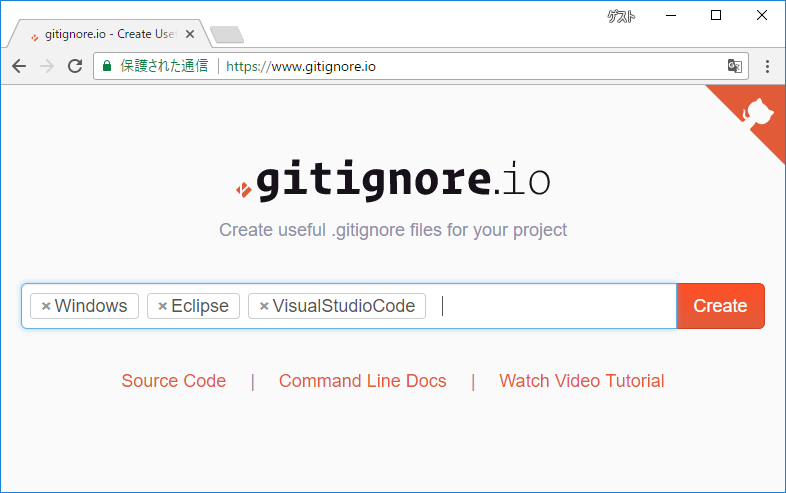 ゲスト
gitignore.io - Create Usef
保護された通信 | https://www.gitignore.io
gitignore.io
Create useful .gitignore files for your project
×Windows ×Eclipse ×VisualStudioCode Create
Source Code | Command Line Docs | Watch Video Tutorial